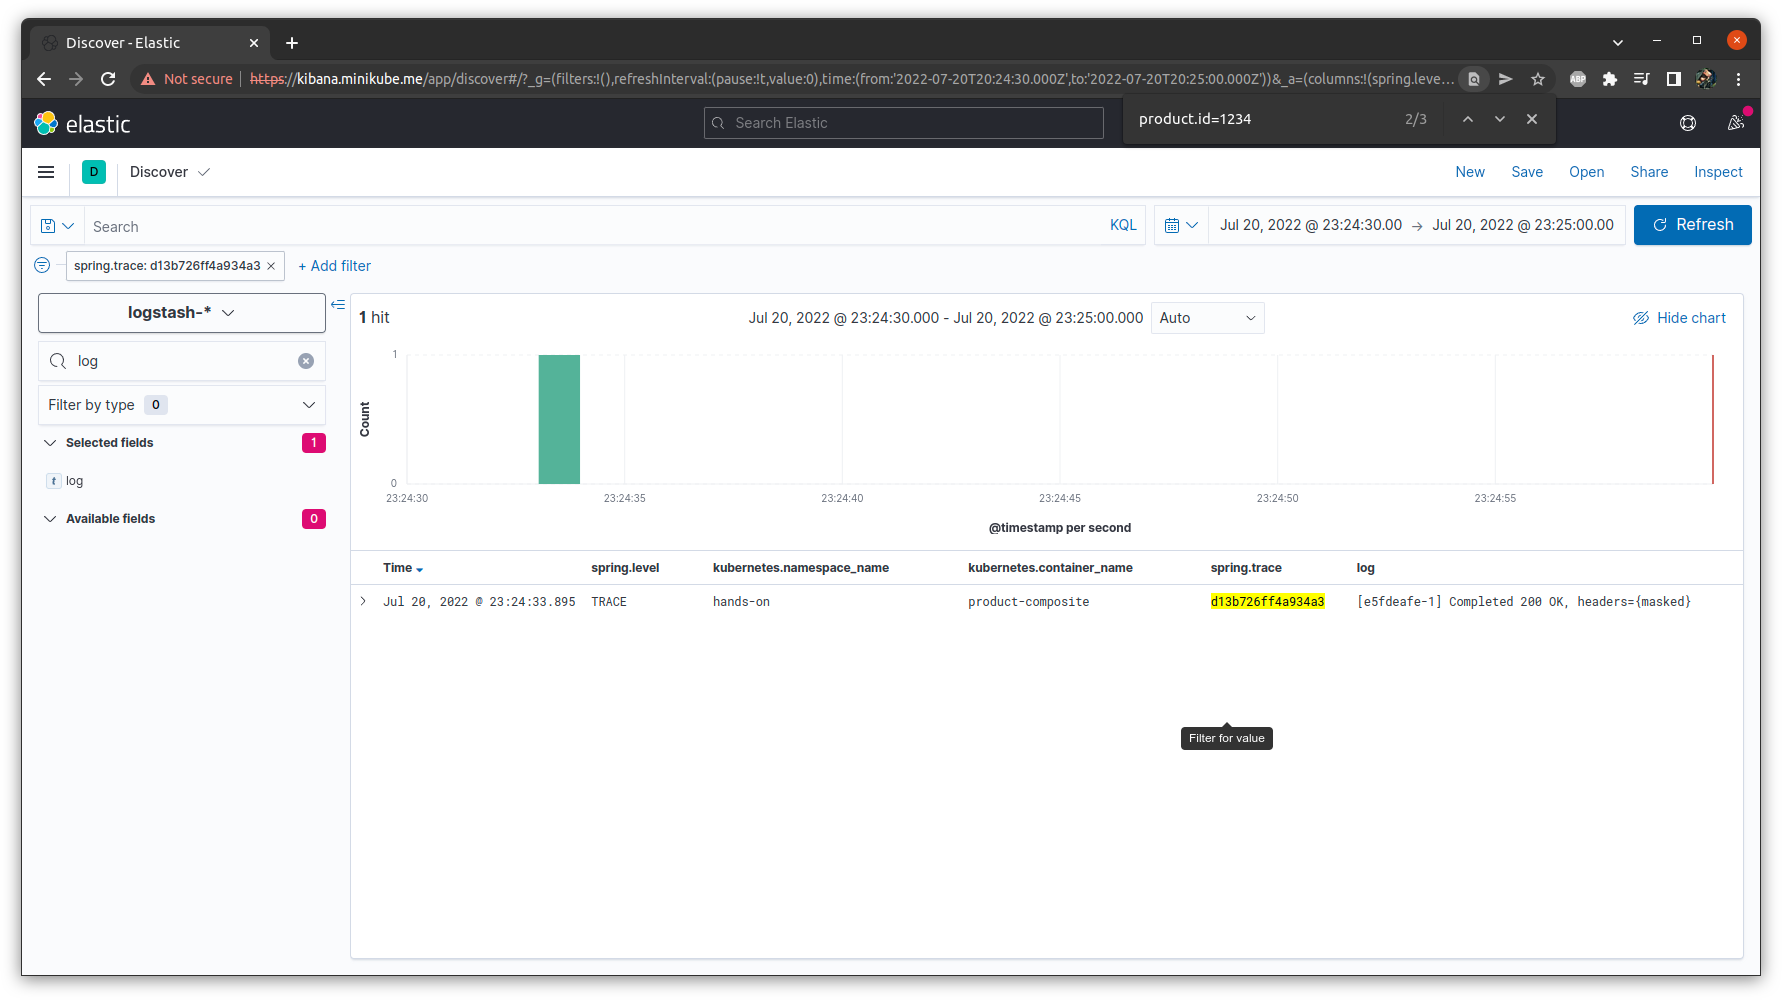 Discover - Elastic
Not secure https://kibana.minikube.me/app/discover#/?_g=(filters:!(),refreshInterval:(pause:!t,value:0),time:(from:'2022-07-20T20:24:30.000Z',to:'2022-07-20T20:25:00.000Z'))&_a=(columns:!(spring.leve...
ABP
elastic
Search Elastic
product.id=1234 2/3
D Discover
New Save Open Share Inspect
Search KQL
Jul 20, 2022 @ 23:24:30.00 → Jul 20, 2022 @ 23:25:00.00
Refresh
spring.trace: d13b726ff4a934a3 ×
+ Add filter
logstash-*
log
Filter by type 0
Selected fields 1
t log
Available fields 0
1 hit
Jul 20, 2022 @ 23:24:30.000 - Jul 20, 2022 @ 23:25:00.000
Auto
Hide chart
1
Count
0
23:24:30 23:24:35 23:24:40 23:24:45 23:24:50 23:24:55
@timestamp per second
Time spring.level kubernetes.namespace_name kubernetes.container_name spring.trace log
Jul 20, 2022 @ 23:24:33.895 TRACE hands-on product-composite d13b726ff4a934a3 [e5fdeafe-1] Completed 200 OK, headers={masked}
Filter for value